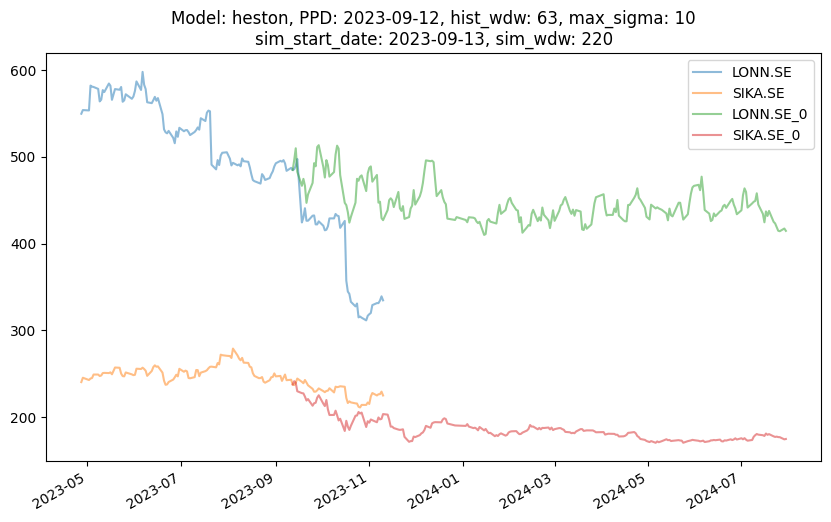 Model: heston, PPD: 2023-09-12, hist_wdw: 63, max_sigma: 10
sim_start_date: 2023-09-13, sim_wdw: 220
LONN.SE
SIKA.SE
LONN.SE_0
SIKA.SE_0
600
500
400
300
200
2023-05
2023-07
2023-09
2023-11
2024-01
2024-03
2024-05
2024-07